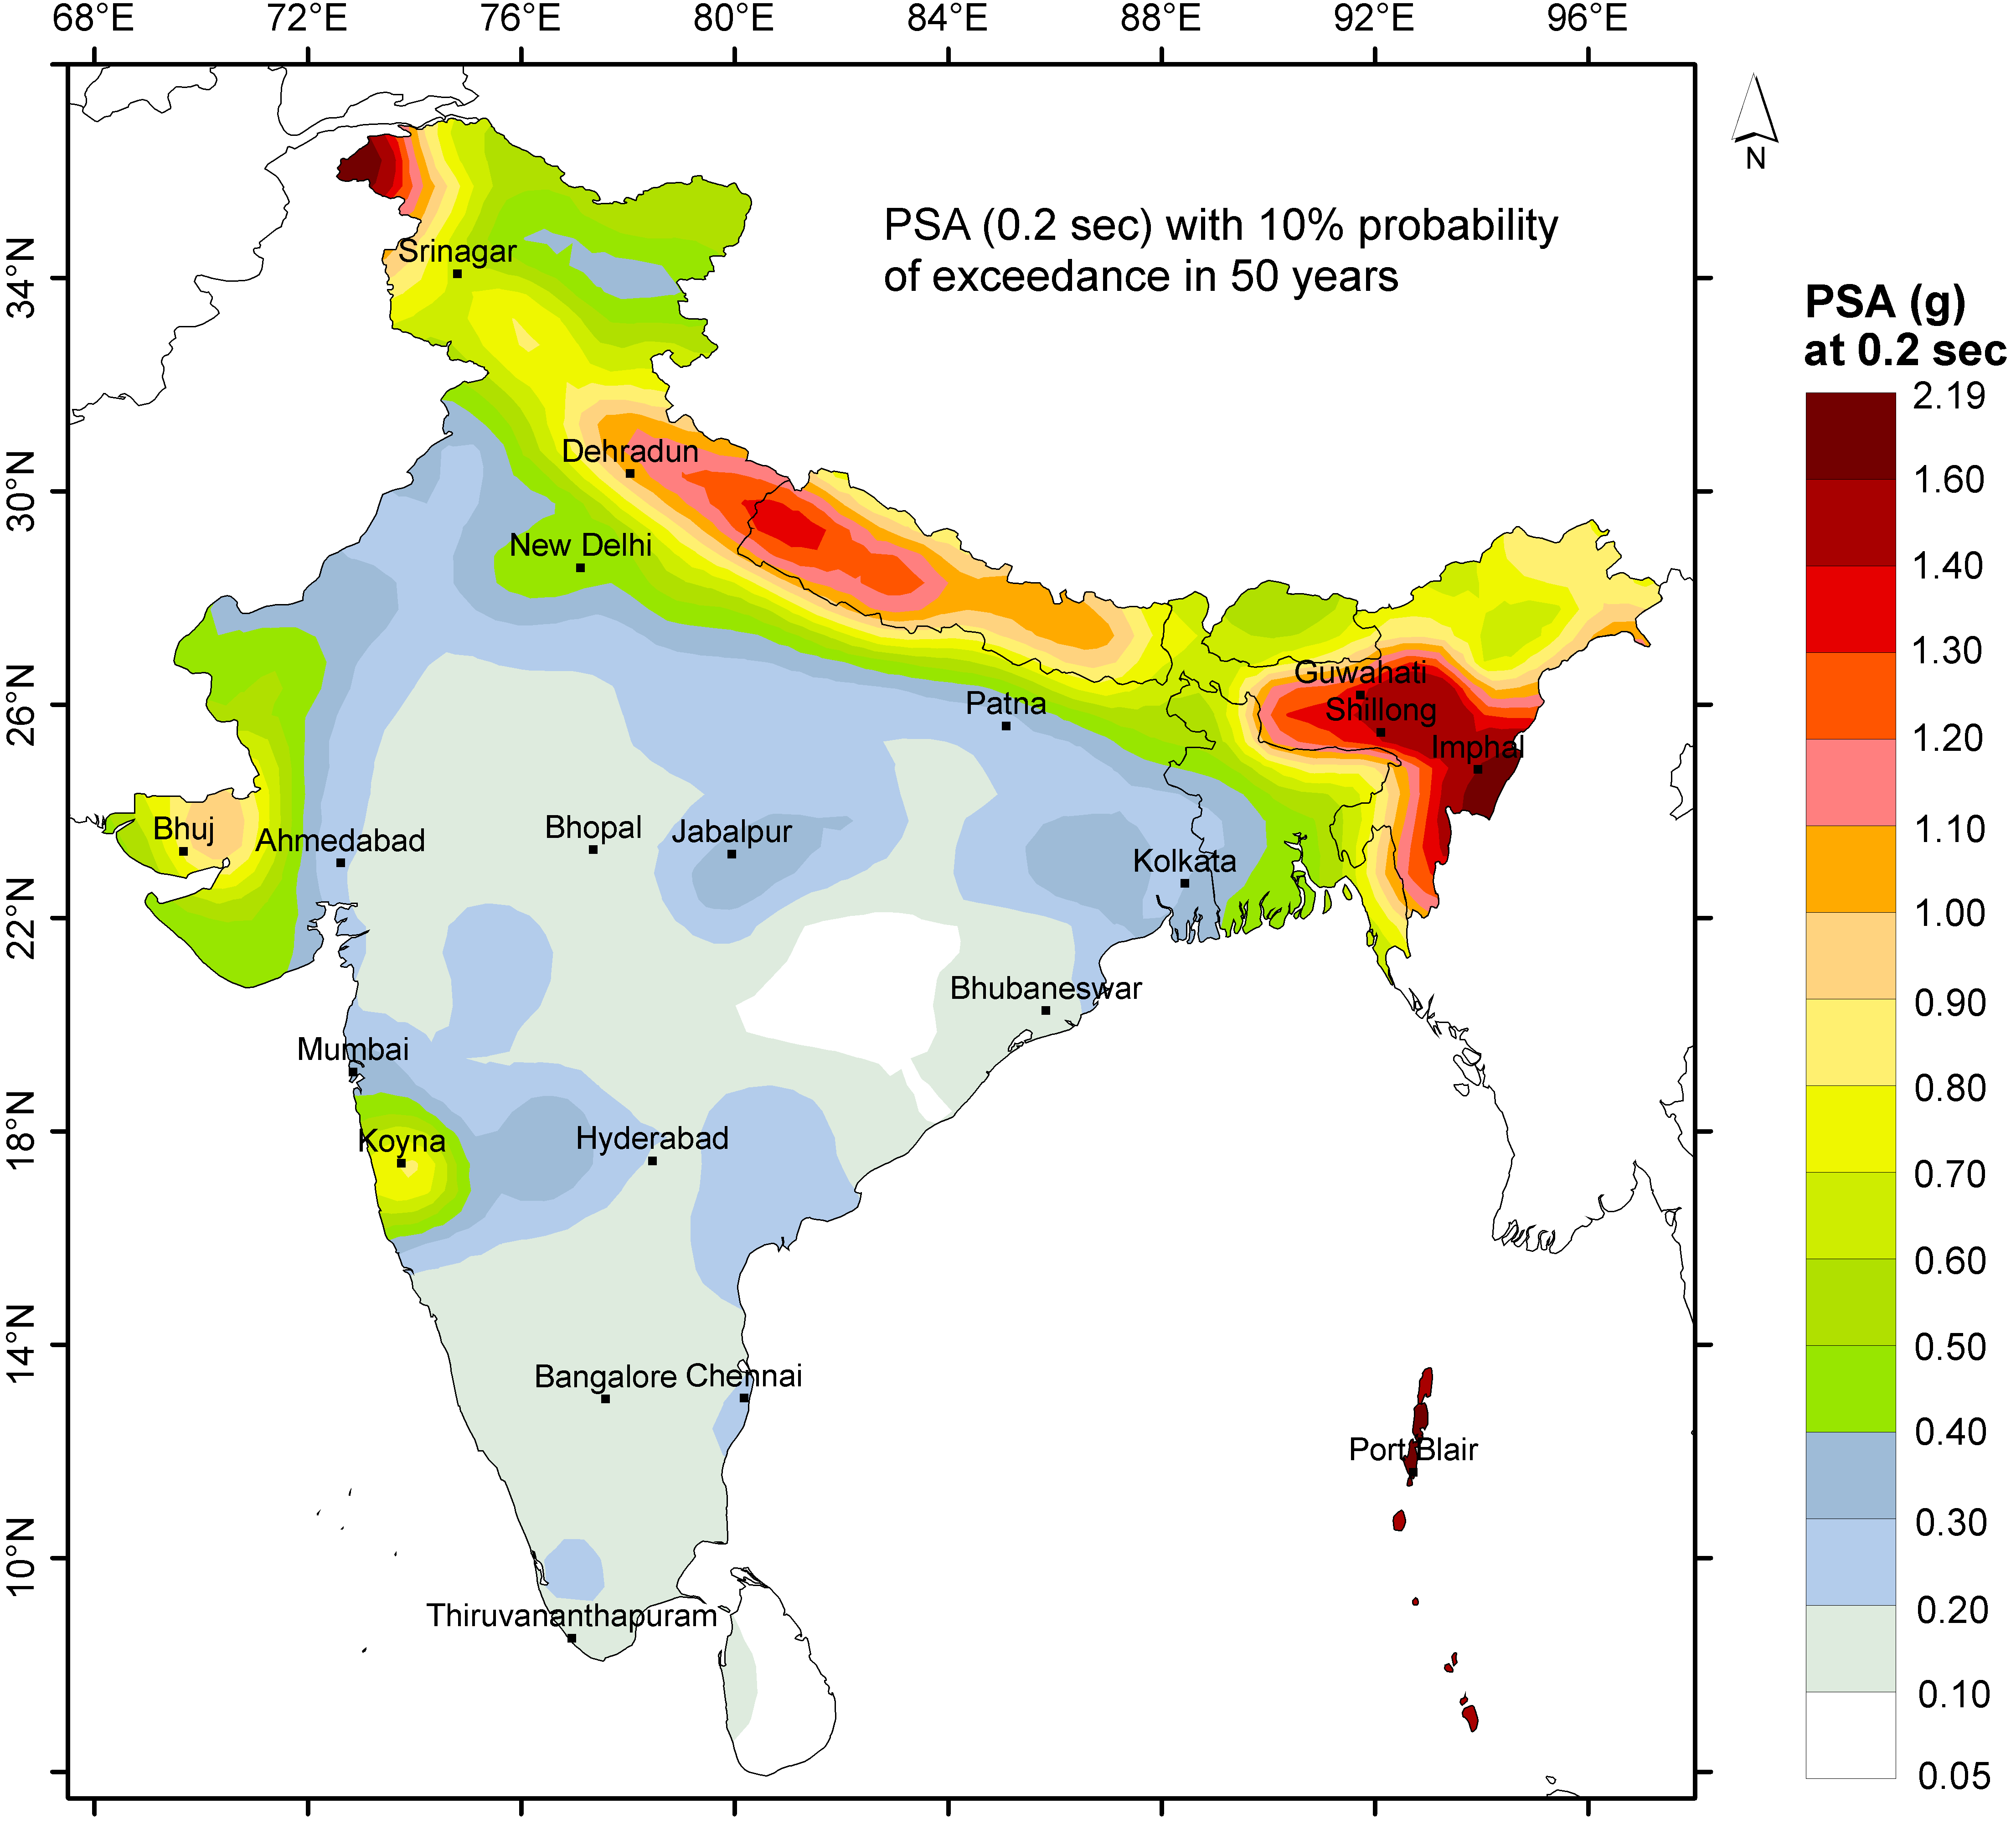 68°E 72°E 76°E 80°E 84°E 88°E 92°E 96°E
N
PSA (0.2 sec) with 10% probability
of exceedance in 50 years
34°N
30°N
26°N
22°N
18°N
14°N
10°N
Srinagar
Dehradun
New Delhi
Guwahati
Patna
Shillong
Imphal
Bhuj
Ahmedabad
Bhopal
Jabalpur
Kolkata
Bhubaneswar
Mumbai
Koyna
Hyderabad
Bangalore
Chennai
Port Blair
Thiruvananthapuram
PSA (g)
at 0.2 sec
2.19
1.60
1.40
1.30
1.20
1.10
1.00
0.90
0.80
0.70
0.60
0.50
0.40
0.30
0.20
0.10
0.05